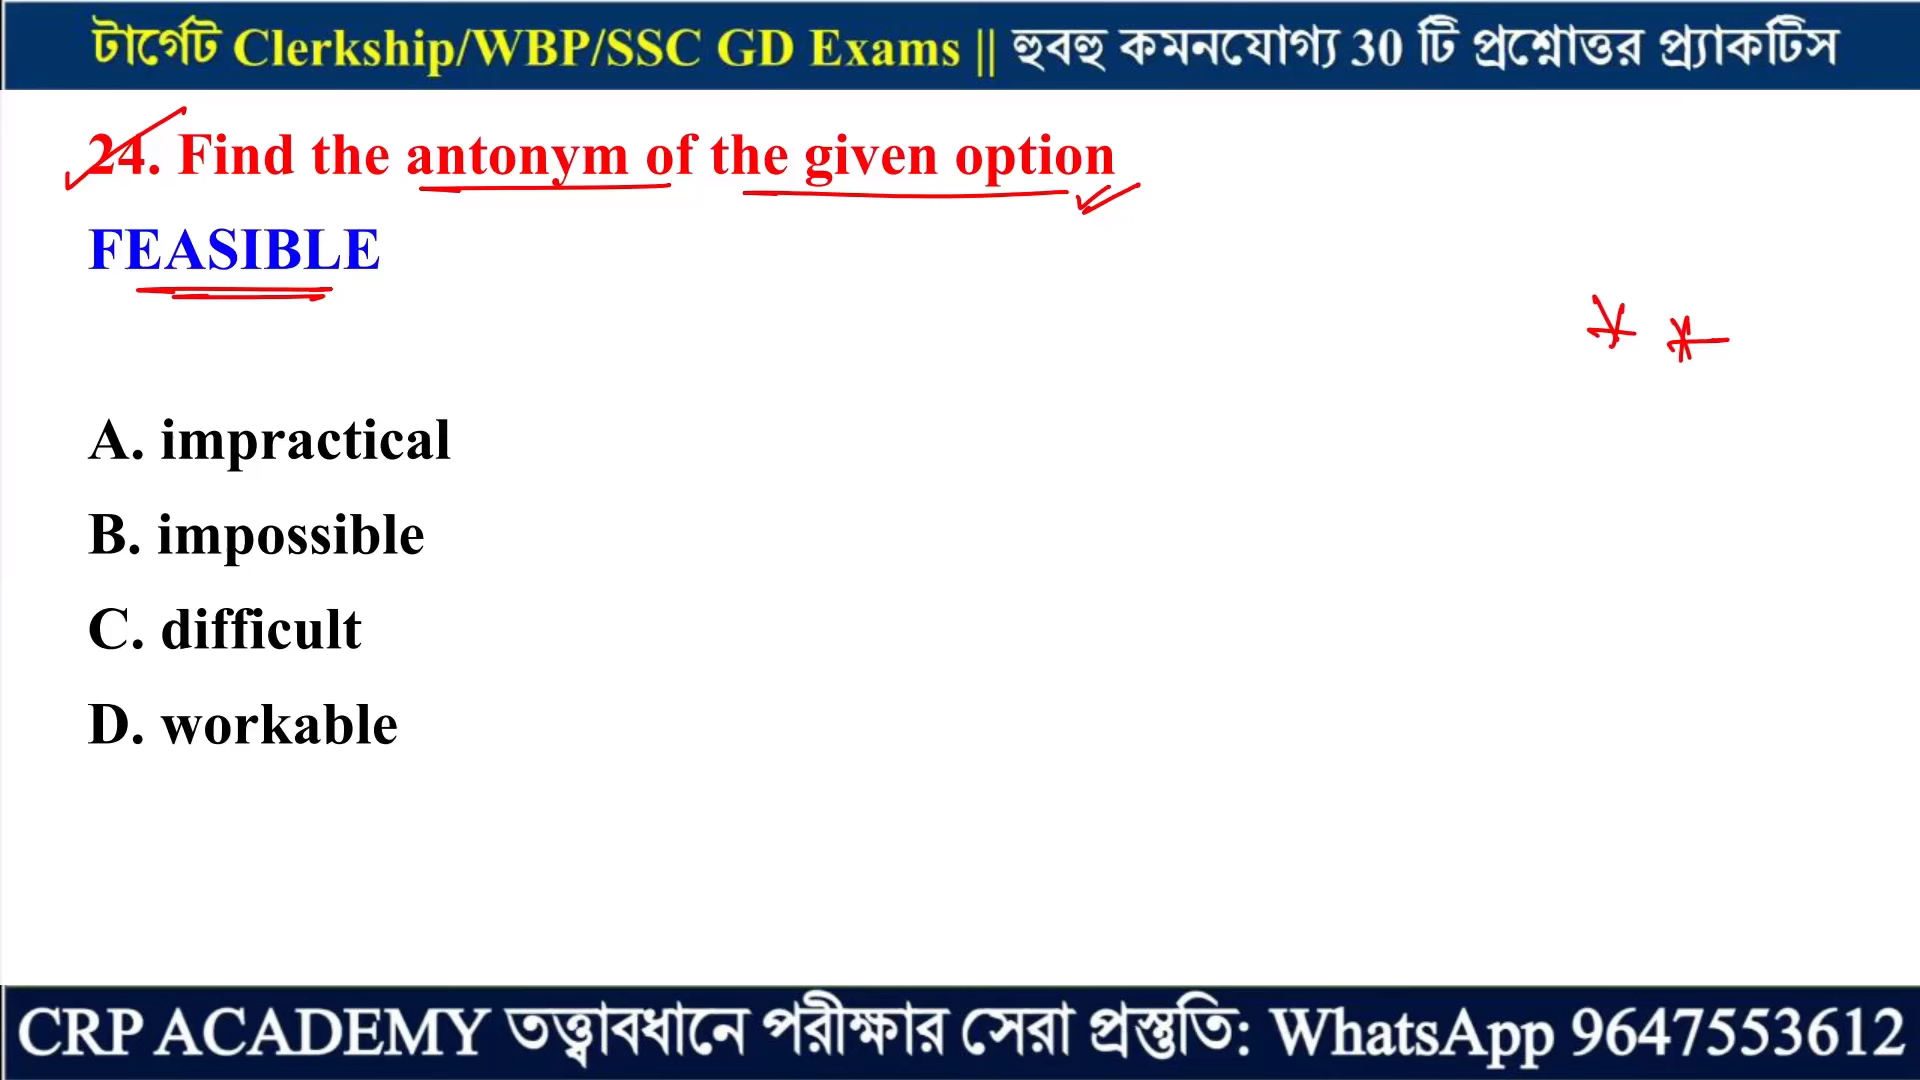 টার্গেট Clerkship/WBP/SSC GD Exams || হুবহু কমনযোগ্য 30 টি প্রশ্নোত্তর প্র্যাকটিস
24. Find the antonym of the given option
FEASIBLE
A. impractical
B. impossible
C. difficult
D. workable
CRP ACADEMY তত্ত্বাবধানে পরীক্ষার সেরা প্রস্তুতি: WhatsApp 9647553612